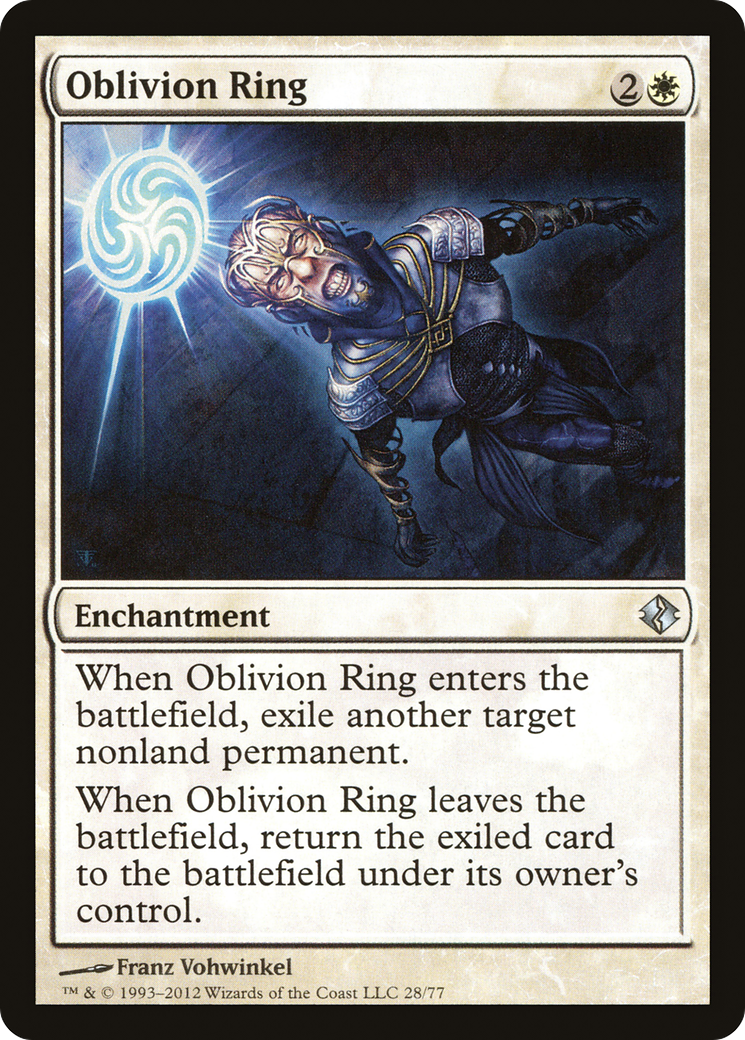 Oblivion Ring 2
Enchantment
When Oblivion Ring enters the
battlefield, exile another target
nonland permanent.
When Oblivion Ring leaves the
battlefield, return the exiled card
to the battlefield under its owner's
control.
Franz Vohwinkel
™ & © 1993–2012 Wizards of the Coast LLC 28/77